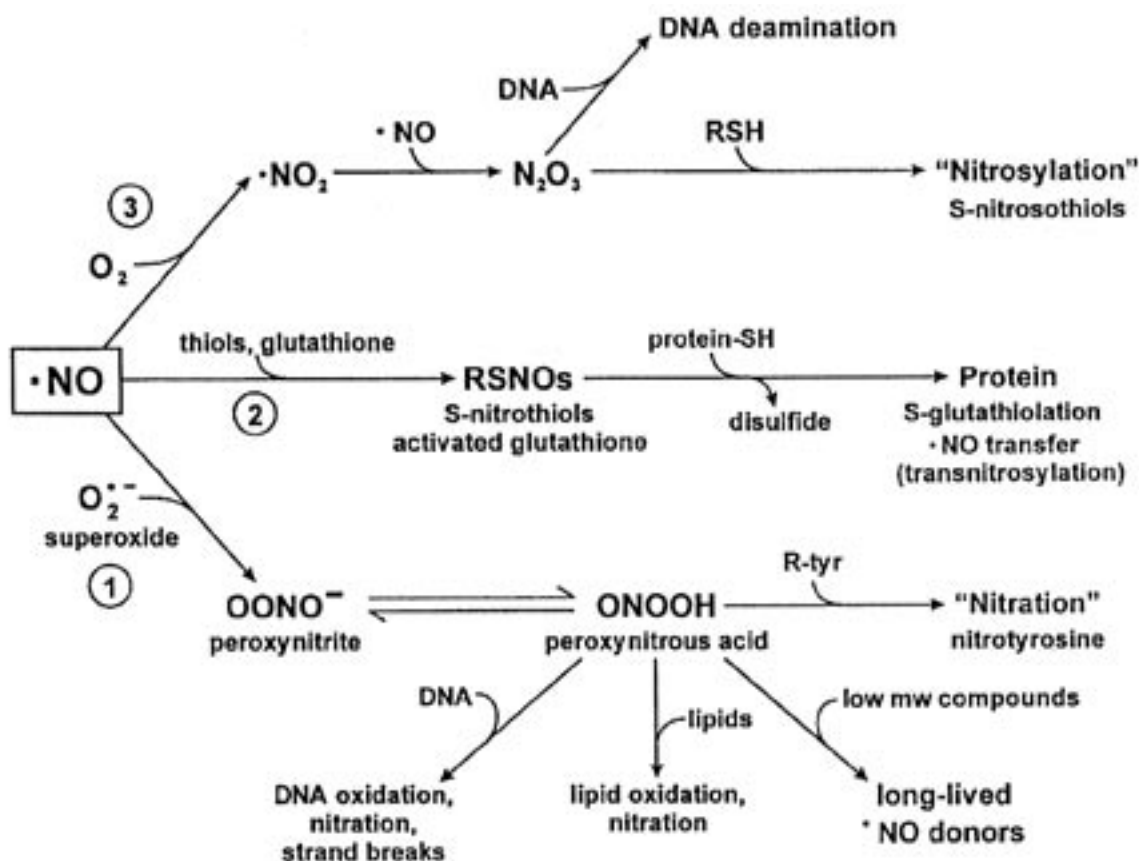 DNA deamination
DNA
• NO
RSH
•NO₂
N₂O₃
"Nitrosylation"
S-nitrosothiols
3
O₂
•NO
thiols, glutathione
2
RSNOs
S-nitrothiols
activated glutathione
protein-SH
disulfide
Protein
S-glutathiolation
•NO transfer
(transnitrosylation)
O₂•−
superoxide
1
OONO−
peroxynitrite
ONOOH
peroxynitrous acid
R-tyr
"Nitration"
nitrotyrosine
DNA
lipids
low mw compounds
DNA oxidation,
nitration,
strand breaks
lipid oxidation,
nitration
long-lived
•NO donors